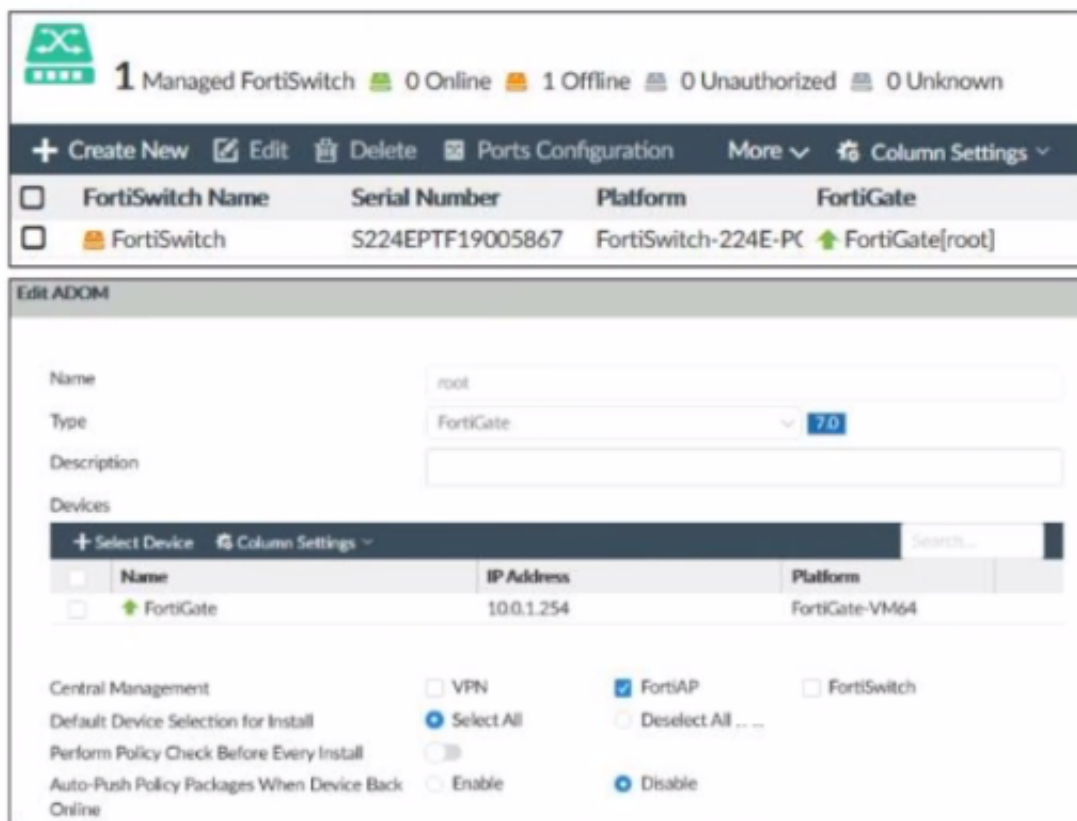 1 Managed FortiSwitch 0 Online 1 Offline 0 Unauthorized 0 Unknown
Create New Edit Delete Ports Configuration More Column Settings
FortiSwitch Name Serial Number Platform FortiGate
FortiSwitch S224EPTF19005867 FortiSwitch-224E-PC FortiGate[root]
Edit ADOM
Name root
Type FortiGate 7.0
Description
Devices
Select Device Column Settings Search...
Name IP Address Platform
FortiGate 10.0.1.254 FortiGate-VM64
Central Management VPN FortiAP FortiSwitch
Default Device Selection for Install Select All Deselect All ... ...
Perform Policy Check Before Every Install
Auto-Push Policy Packages When Device Back Enable Disable
Online